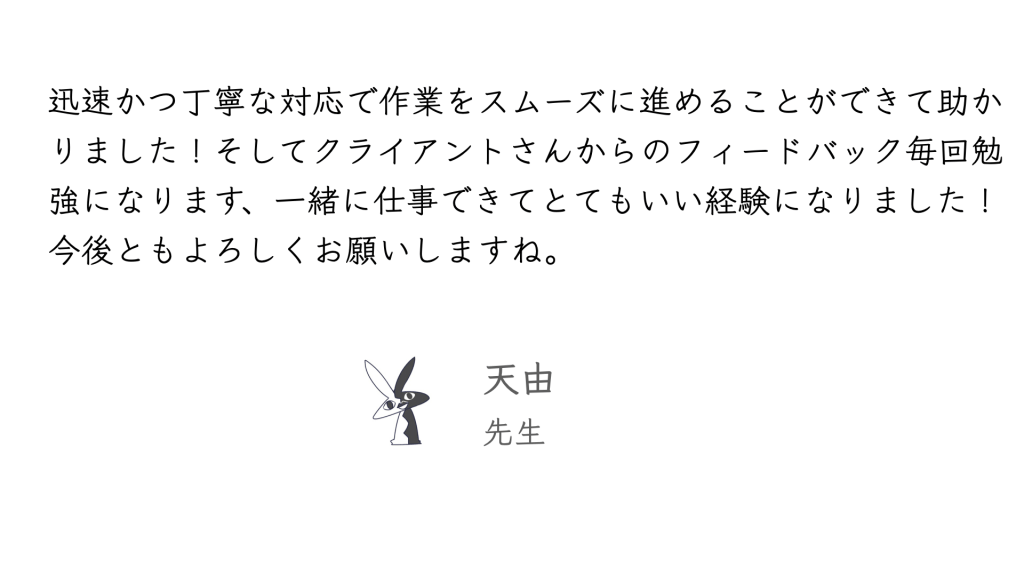 迅速かつ丁寧な対応で作業をスムーズに進めることができて助か
りました！そしてクライアントさんからのフィードバック毎回勉
強になります、一緒に仕事できてとてもいい経験になりました！
今後ともよろしくお願いしますね。
天由
先生